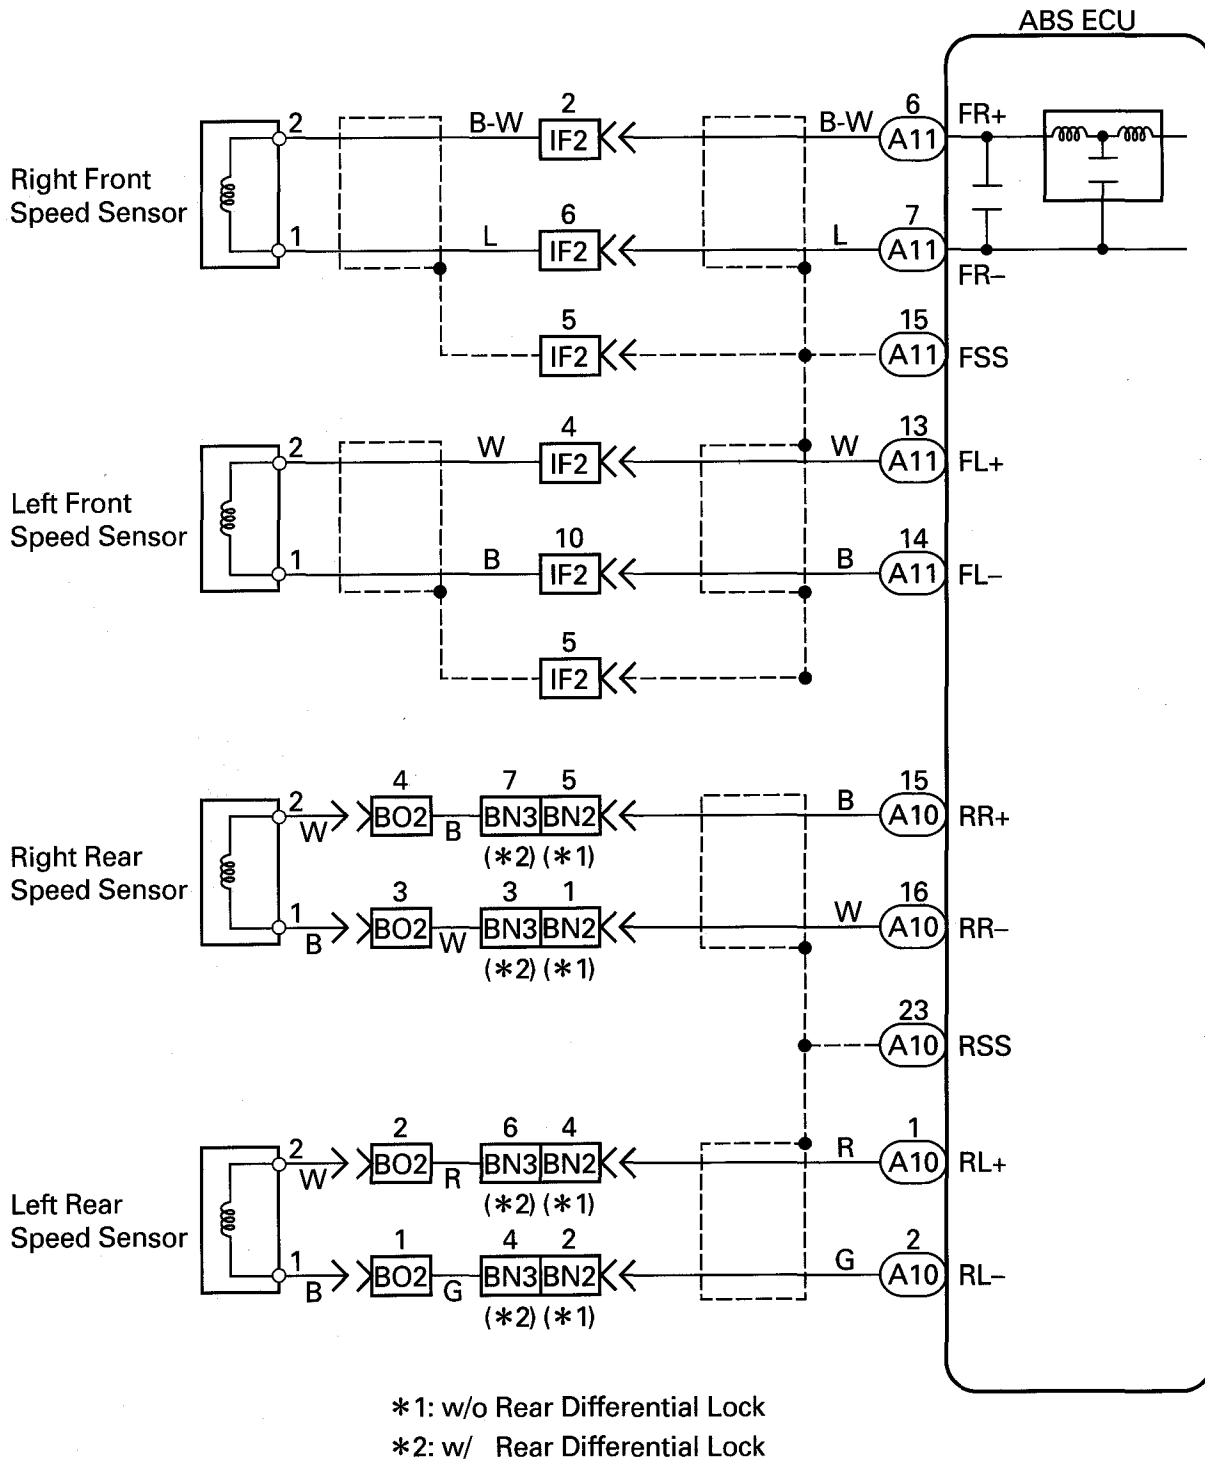 ABS ECU
2 B-W 2 IF2 B-W 6 A11 FR+
Right Front
Speed Sensor
1 L 6 IF2 L 7 A11 FR–
5 IF2 15 A11 FSS
2 W 4 IF2 W 13 A11 FL+
Left Front
Speed Sensor
1 B 10 IF2 B 14 A11 FL–
5 IF2
2 W 4 BO2 B 7 BN3 5 BN2 B 15 A10 RR+
(*2) (*1)
Right Rear
Speed Sensor
1 B 3 BO2 W 3 BN3 1 BN2 W 16 A10 RR–
(*2) (*1)
23 A10 RSS
2 W 2 BO2 R 6 BN3 4 BN2 R 1 A10 RL+
(*2) (*1)
Left Rear
Speed Sensor
1 B 1 BO2 G 4 BN3 2 BN2 G 2 A10 RL–
(*2) (*1)
*1: w/o Rear Differential Lock
*2: w/ Rear Differential Lock